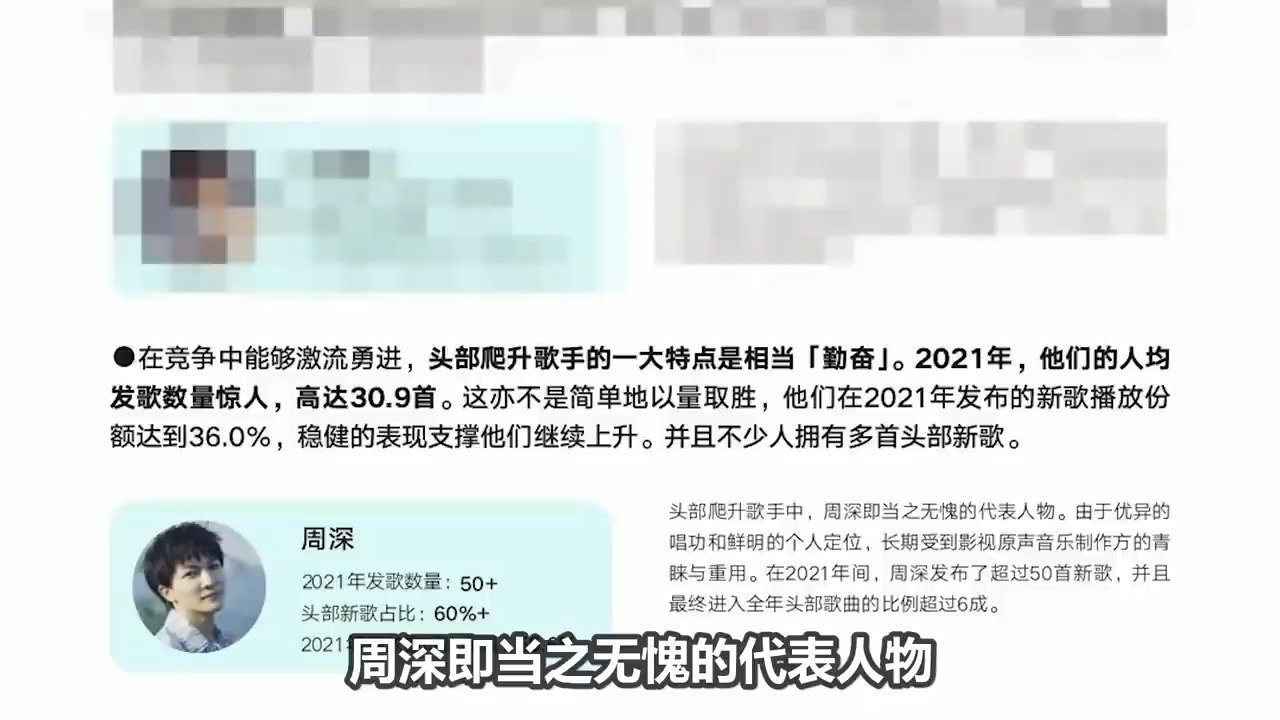 ●在竞争中能够激流勇进，头部爬升歌手的一大特点是相当「勤奋」。2021年，他们的人均
发歌数量惊人，高达30.9首。这亦不是简单地以量取胜，他们在2021年发布的新歌播放份
额达到36.0%，稳健的表现支撑他们继续上升。并且不少人拥有多首头部新歌。
周深
2021年发歌数量：50+
头部新歌占比：60%+
2021
头部爬升歌手中，周深即当之无愧的代表人物。由于优异的
唱功和鲜明的个人定位，长期受到影视原声音乐制作方的青
睐与重用。在2021年间，周深发布了超过50首新歌，并且
最终进入全年头部歌曲的比例超过6成。
周深即当之无愧的代表人物